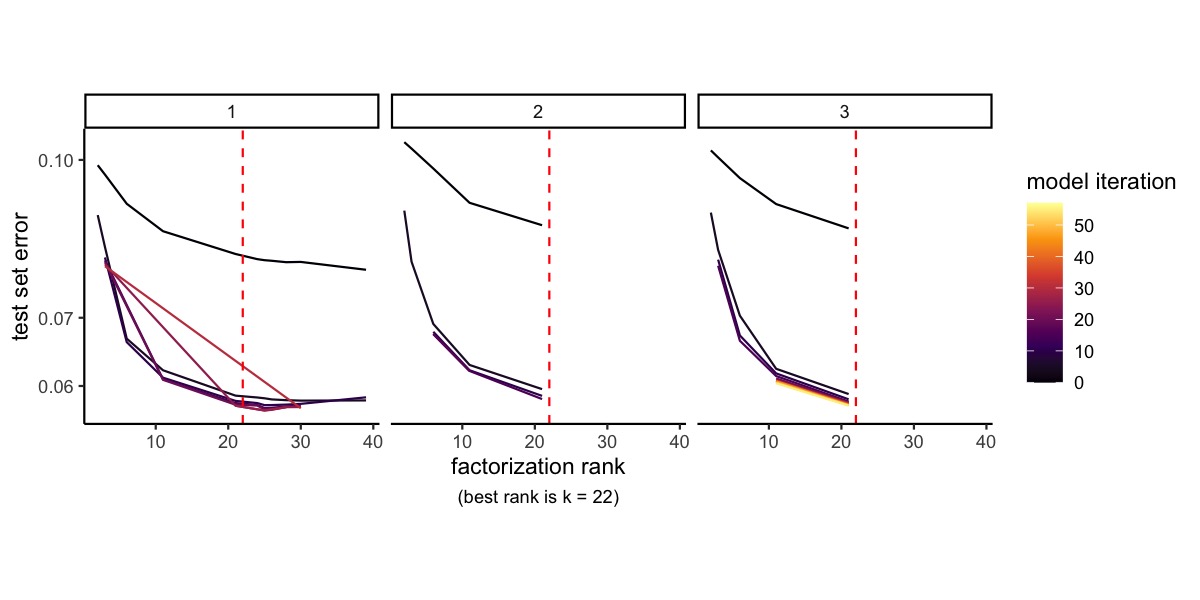 1 2 3
0.10
0.07
0.06
test set error
10 20 30 40
10 20 30 40
10 20 30 40
factorization rank
(best rank is k = 22)
model iteration
50
40
30
20
10
0